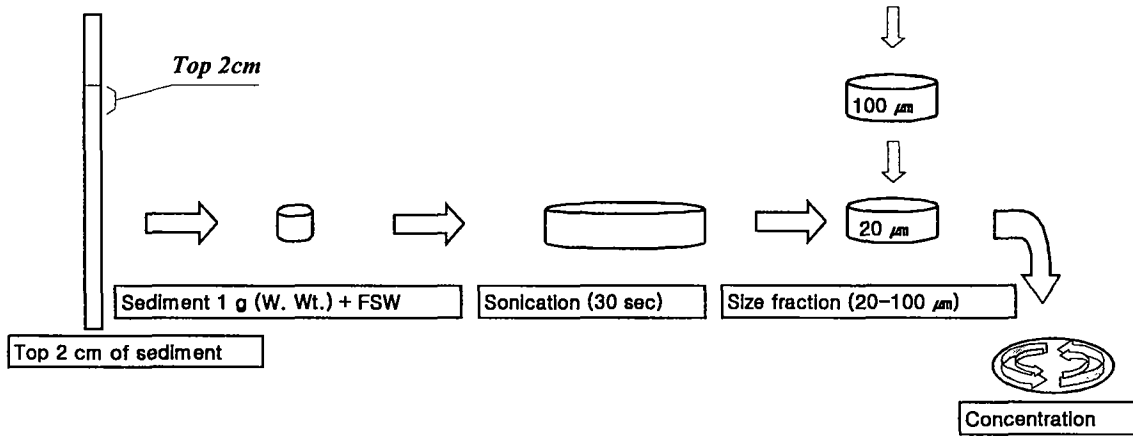 Top 2cm
100 ㎛
20 ㎛
Sediment 1 g (W. Wt.) + FSW
Sonication (30 sec)
Size fraction (20-100 ㎛)
Top 2 cm of sediment
Concentration